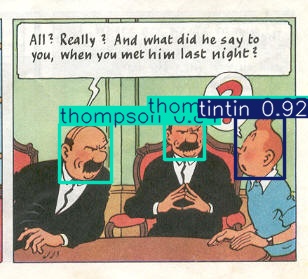 All? Really? And what did he say to
you, when you met him last night?
?
thompson
tintin 0.92